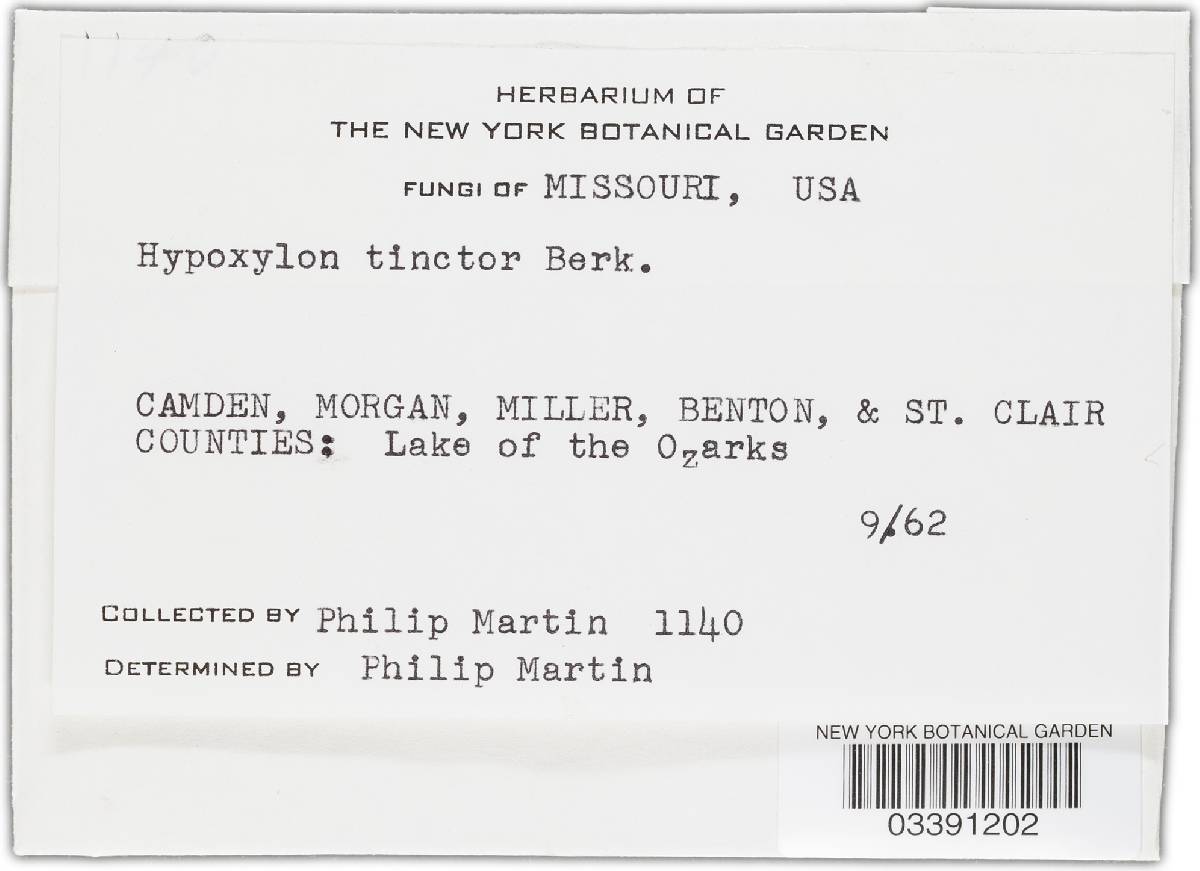 HERBARIUM OF
THE NEW YORK BOTANICAL GARDEN
FUNGI OF MISSOURI, USA
Hypoxylon tinctor Berk.
CAMDEN, MORGAN, MILLER, BENTON, & ST. CLAIR
COUNTIES: Lake of the Ozarks
9/62
COLLECTED BY Philip Martin 1140
DETERMINED BY Philip Martin
NEW YORK BOTANICAL GARDEN
03391202